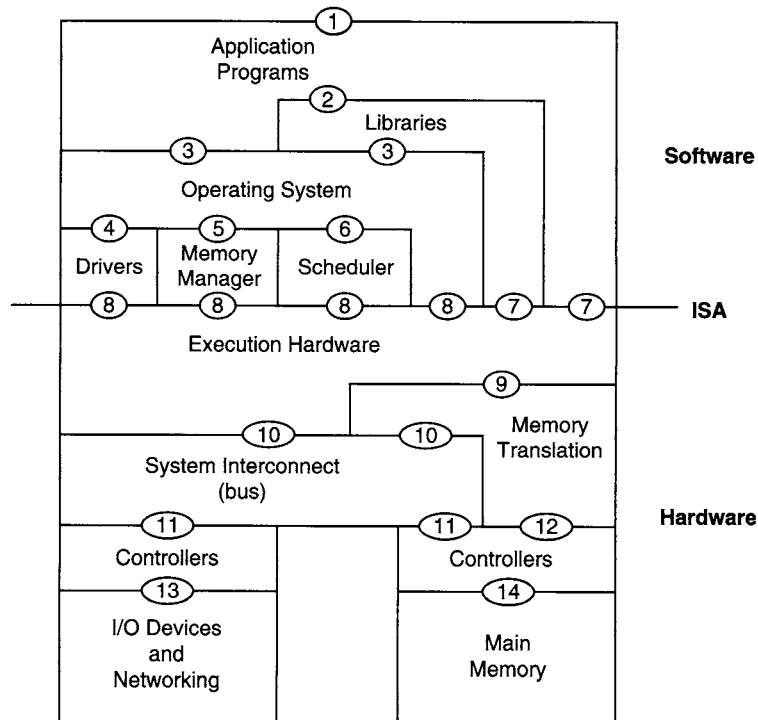 1
Application
Programs
2
Libraries
3
3
Software
Operating System
4
5
6
Drivers
Memory
Manager
Scheduler
8
8
8
8
7
7
ISA
Execution Hardware
9
Memory
Translation
10
10
System Interconnect
(bus)
11
11
12
Hardware
Controllers
Controllers
13
14
I/O Devices
and
Networking
Main
Memory